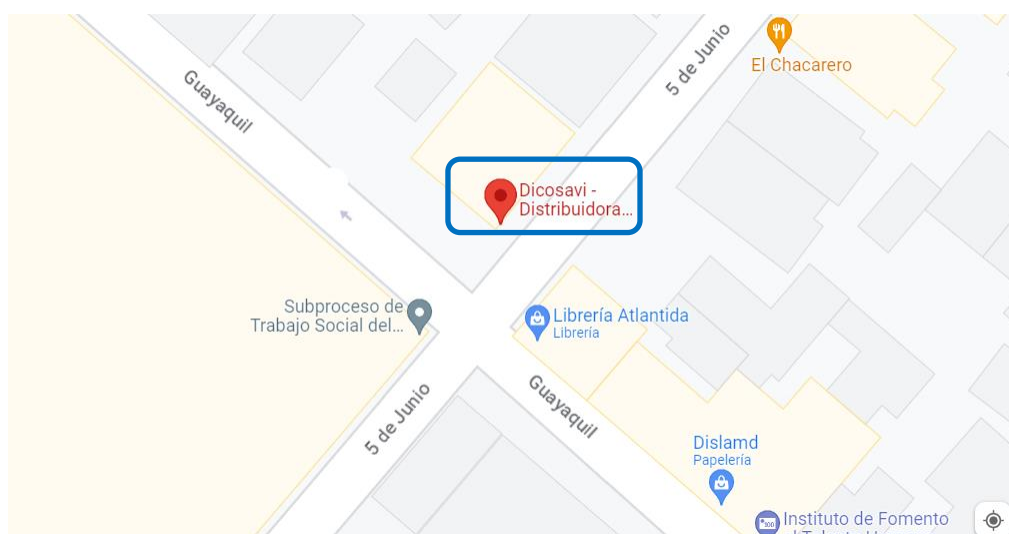 Guayaquil
5 de Junio
El Chacarero
Dicosavi -
Distribuidora...
Subproceso de
Trabajo Social del...
Librería Atlantida
Librería
5 de Junio
Guayaquil
Dislamd
Papelería
Instituto de Fomento